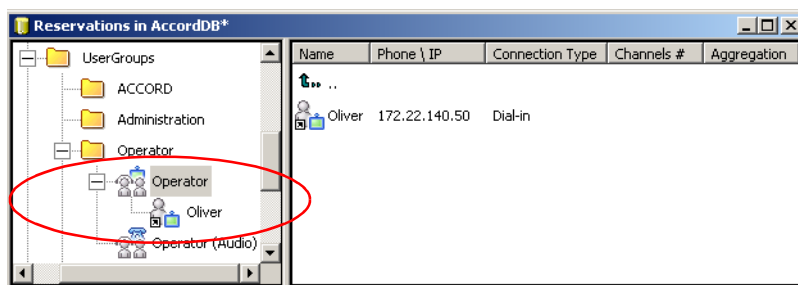 Reservations in AccordDB*
UserGroups
ACCORD
Administration
Operator
Operator
Oliver
Operator (Audio)
Name Phone \ IP Connection Type Channels # Aggregation
..
Oliver 172.22.140.50 Dial-in